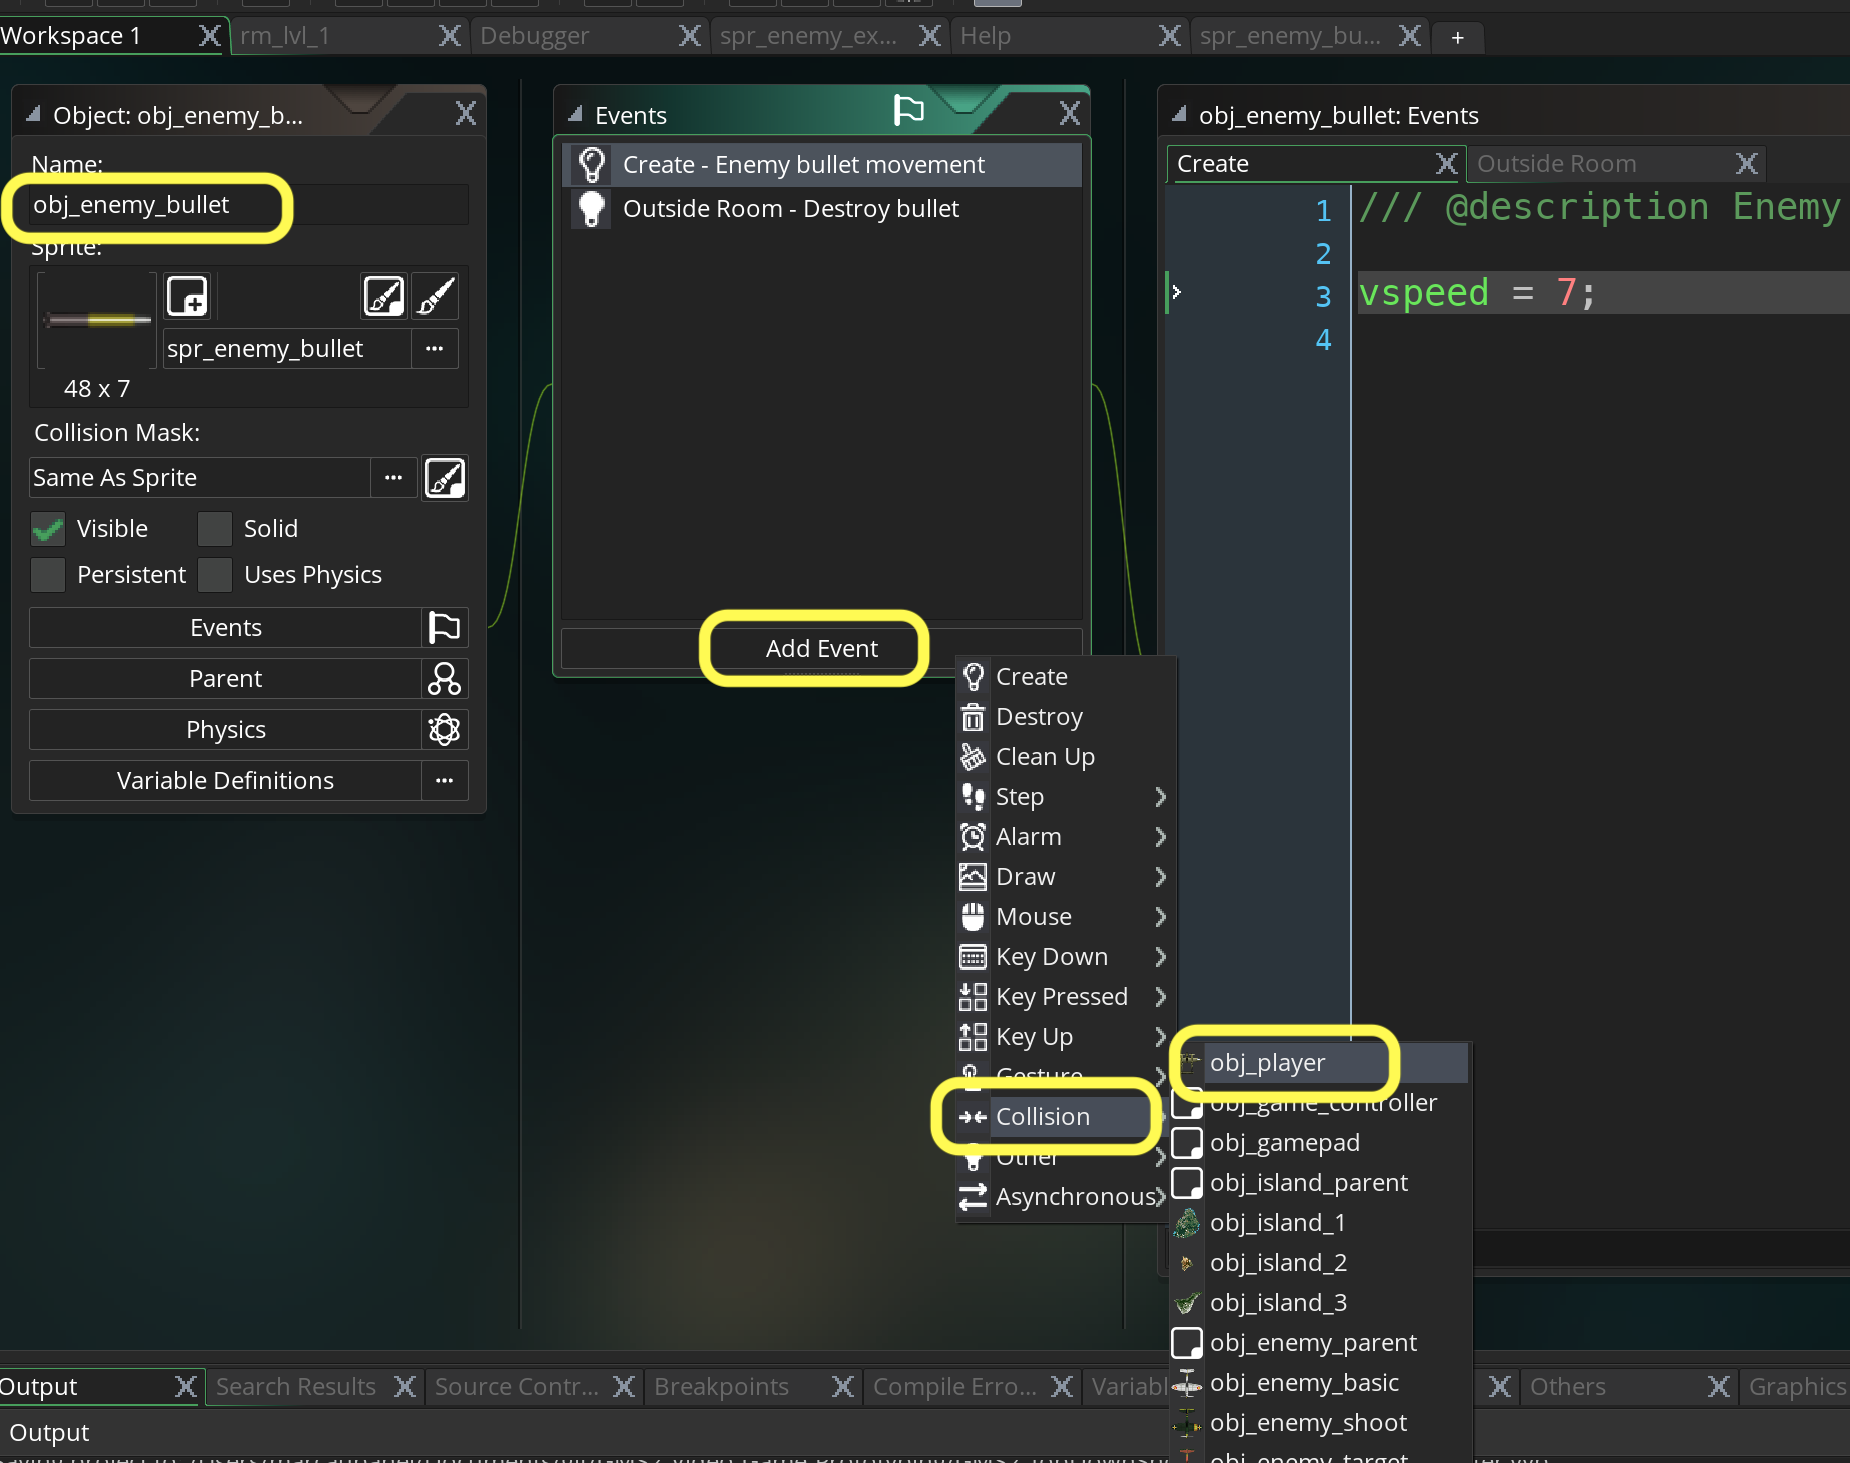 Workspace 1
rm_lvl_1
Debugger
spr_enemy_ex...
Help
spr_enemy_bu...
+
Object: obj_enemy_b...
Name:
obj_enemy_bullet
Sprite:
spr_enemy_bullet
...
48 x 7
Collision Mask:
Same As Sprite
...
Visible
Solid
Persistent
Uses Physics
Events
Parent
Physics
Variable Definitions
...
Events
Create - Enemy bullet movement
Outside Room - Destroy bullet
Add Event
Create
Destroy
Clean Up
Step
Alarm
Draw
Mouse
Key Down
Key Pressed
Key Up
Gesture
Collision
Other
Asynchronous
obj_player
obj_game_controller
obj_gamepad
obj_island_parent
obj_island_1
obj_island_2
obj_island_3
obj_enemy_parent
obj_enemy_basic
obj_enemy_shoot
obj_enemy_target
obj_enemy_bullet: Events
Create
Outside Room
1 /// @description Enemy
2
3 vspeed = 7;
4
Output
Search Results
Source Contr...
Breakpoints
Compile Erro...
Variabl
Others
Graphics
Output